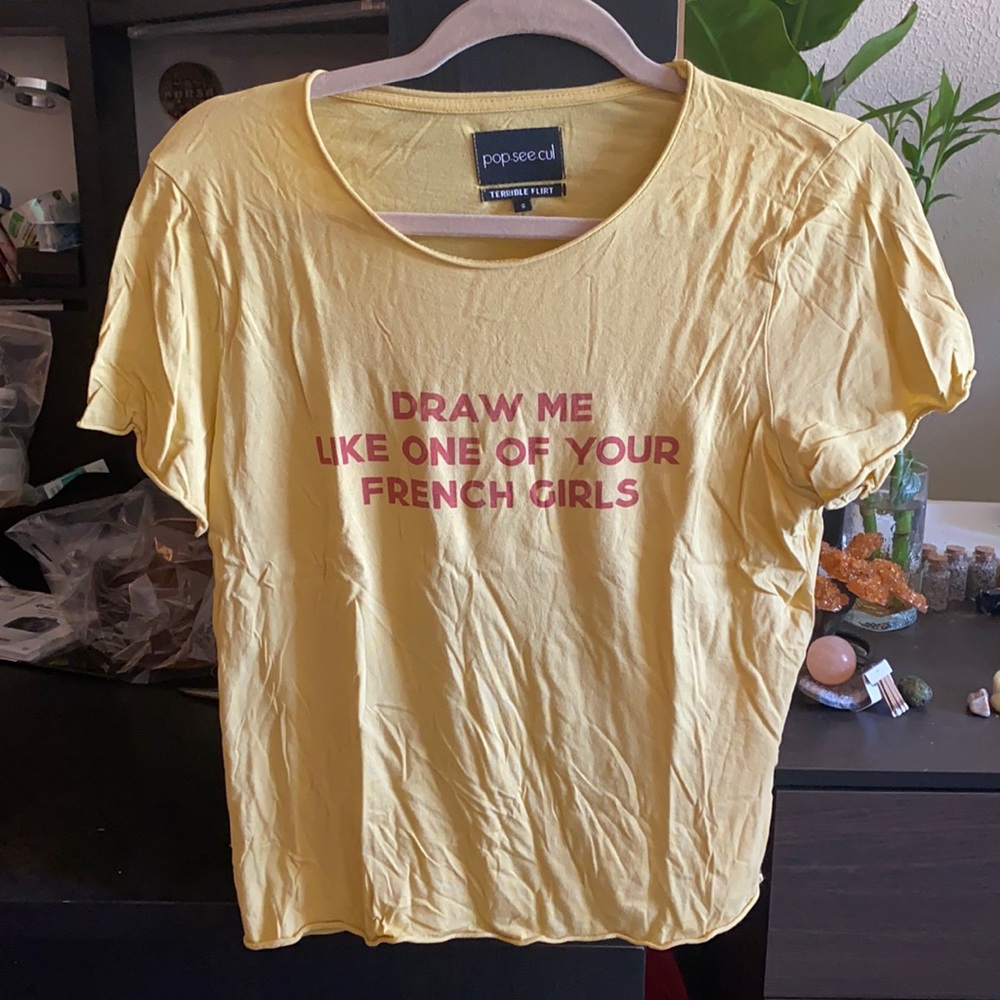 pop.see cul
TERRIBLE FLIRT
S
DRAW ME
LIKE ONE OF YOUR
FRENCH GIRLS